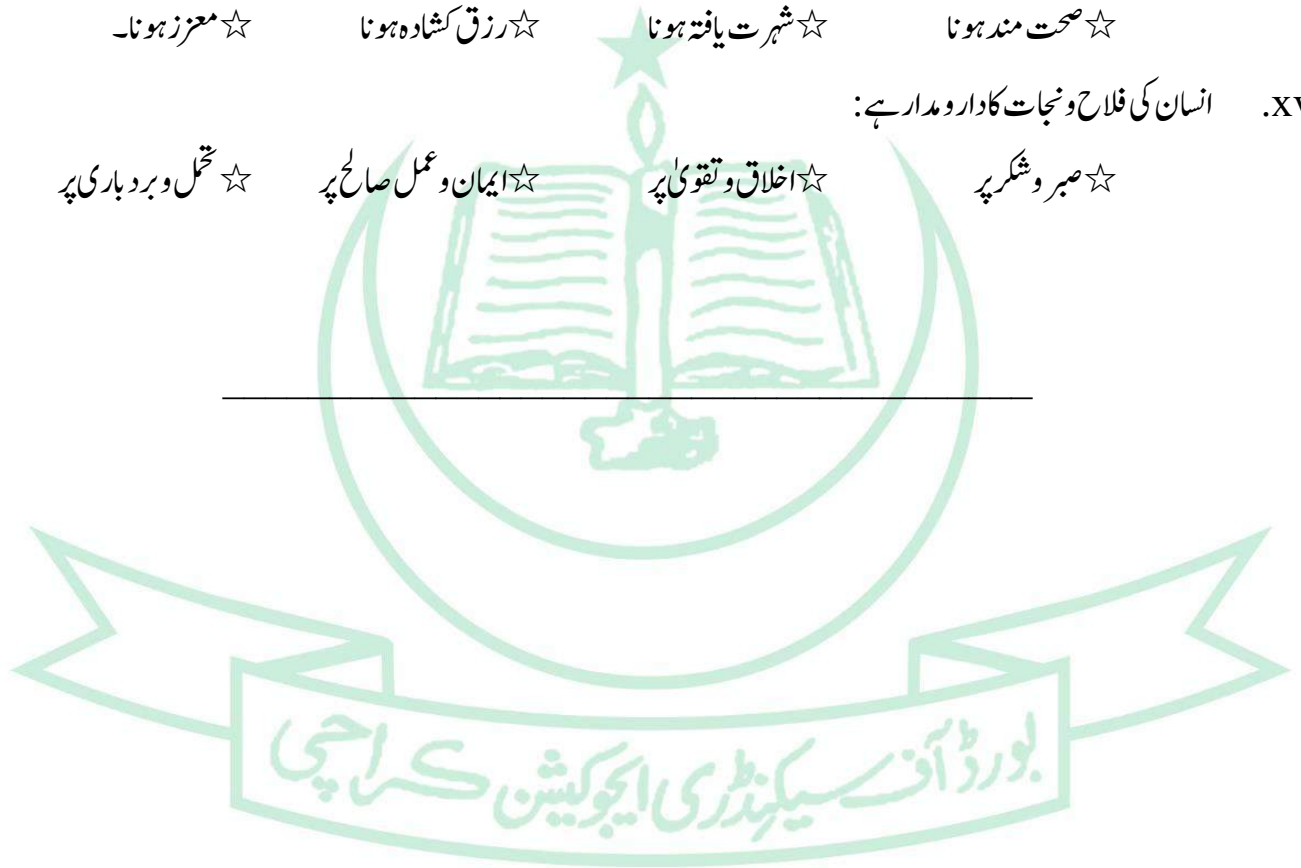 ☆ صحت مند ہونا ☆ شہرت یافتہ ہونا ☆ رزق کشادہ ہونا ☆ معزز ہونا۔
xv. انسان کی فلاح و نجات کا دار و مدار ہے:
☆ صبر و شکر پر ☆ اخلاق و تقویٰ پر ☆ ایمان و عمل صالح پر ☆ تحمل و بردباری پر
بورڈ آف سیکنڈری ایجوکیشن کراچی